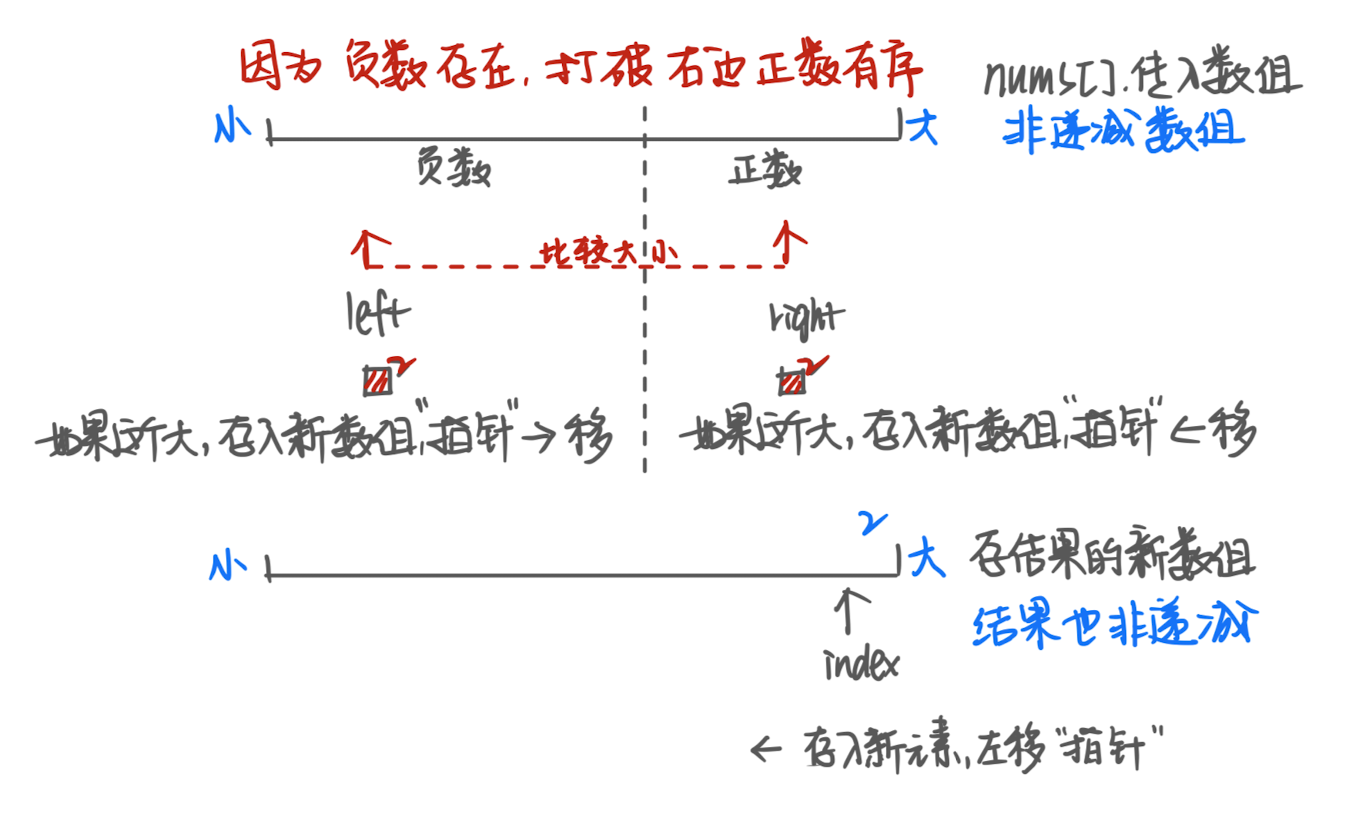 因为负数存在,打破右边正数有序
nums[].传入数组
小
大
非递减数组
负数
正数
比较大小
left
right
2
2
如果这个大,存入新数组,"指针"→移
如果这个大,存入新数组,"指针"←移
2
小
大
存结果的新数组
结果也非递减
index
← 存入新元素,左移"指针"